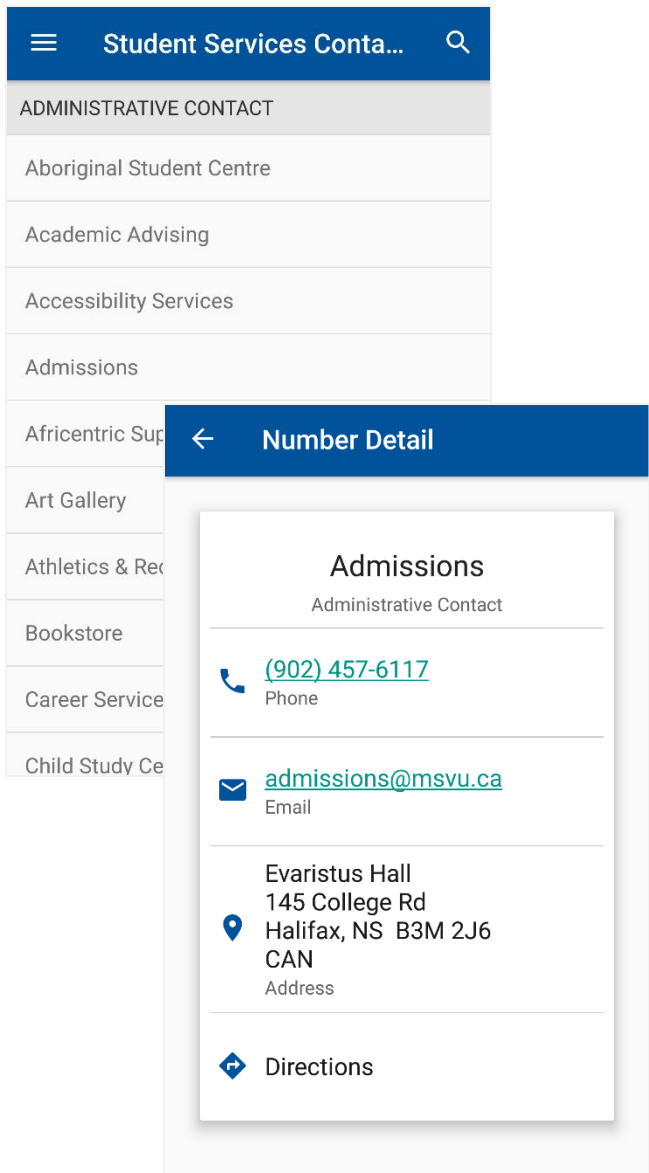 Student Services Conta...
ADMINISTRATIVE CONTACT
Aboriginal Student Centre
Academic Advising
Accessibility Services
Admissions
Africentric Sup
Art Gallery
Athletics & Rec
Bookstore
Career Service
Child Study Ce
Number Detail
Admissions
Administrative Contact
(902) 457-6117
Phone
admissions@msvu.ca
Email
Evaristus Hall
145 College Rd
Halifax, NS  B3M 2J6
CAN
Address
Directions